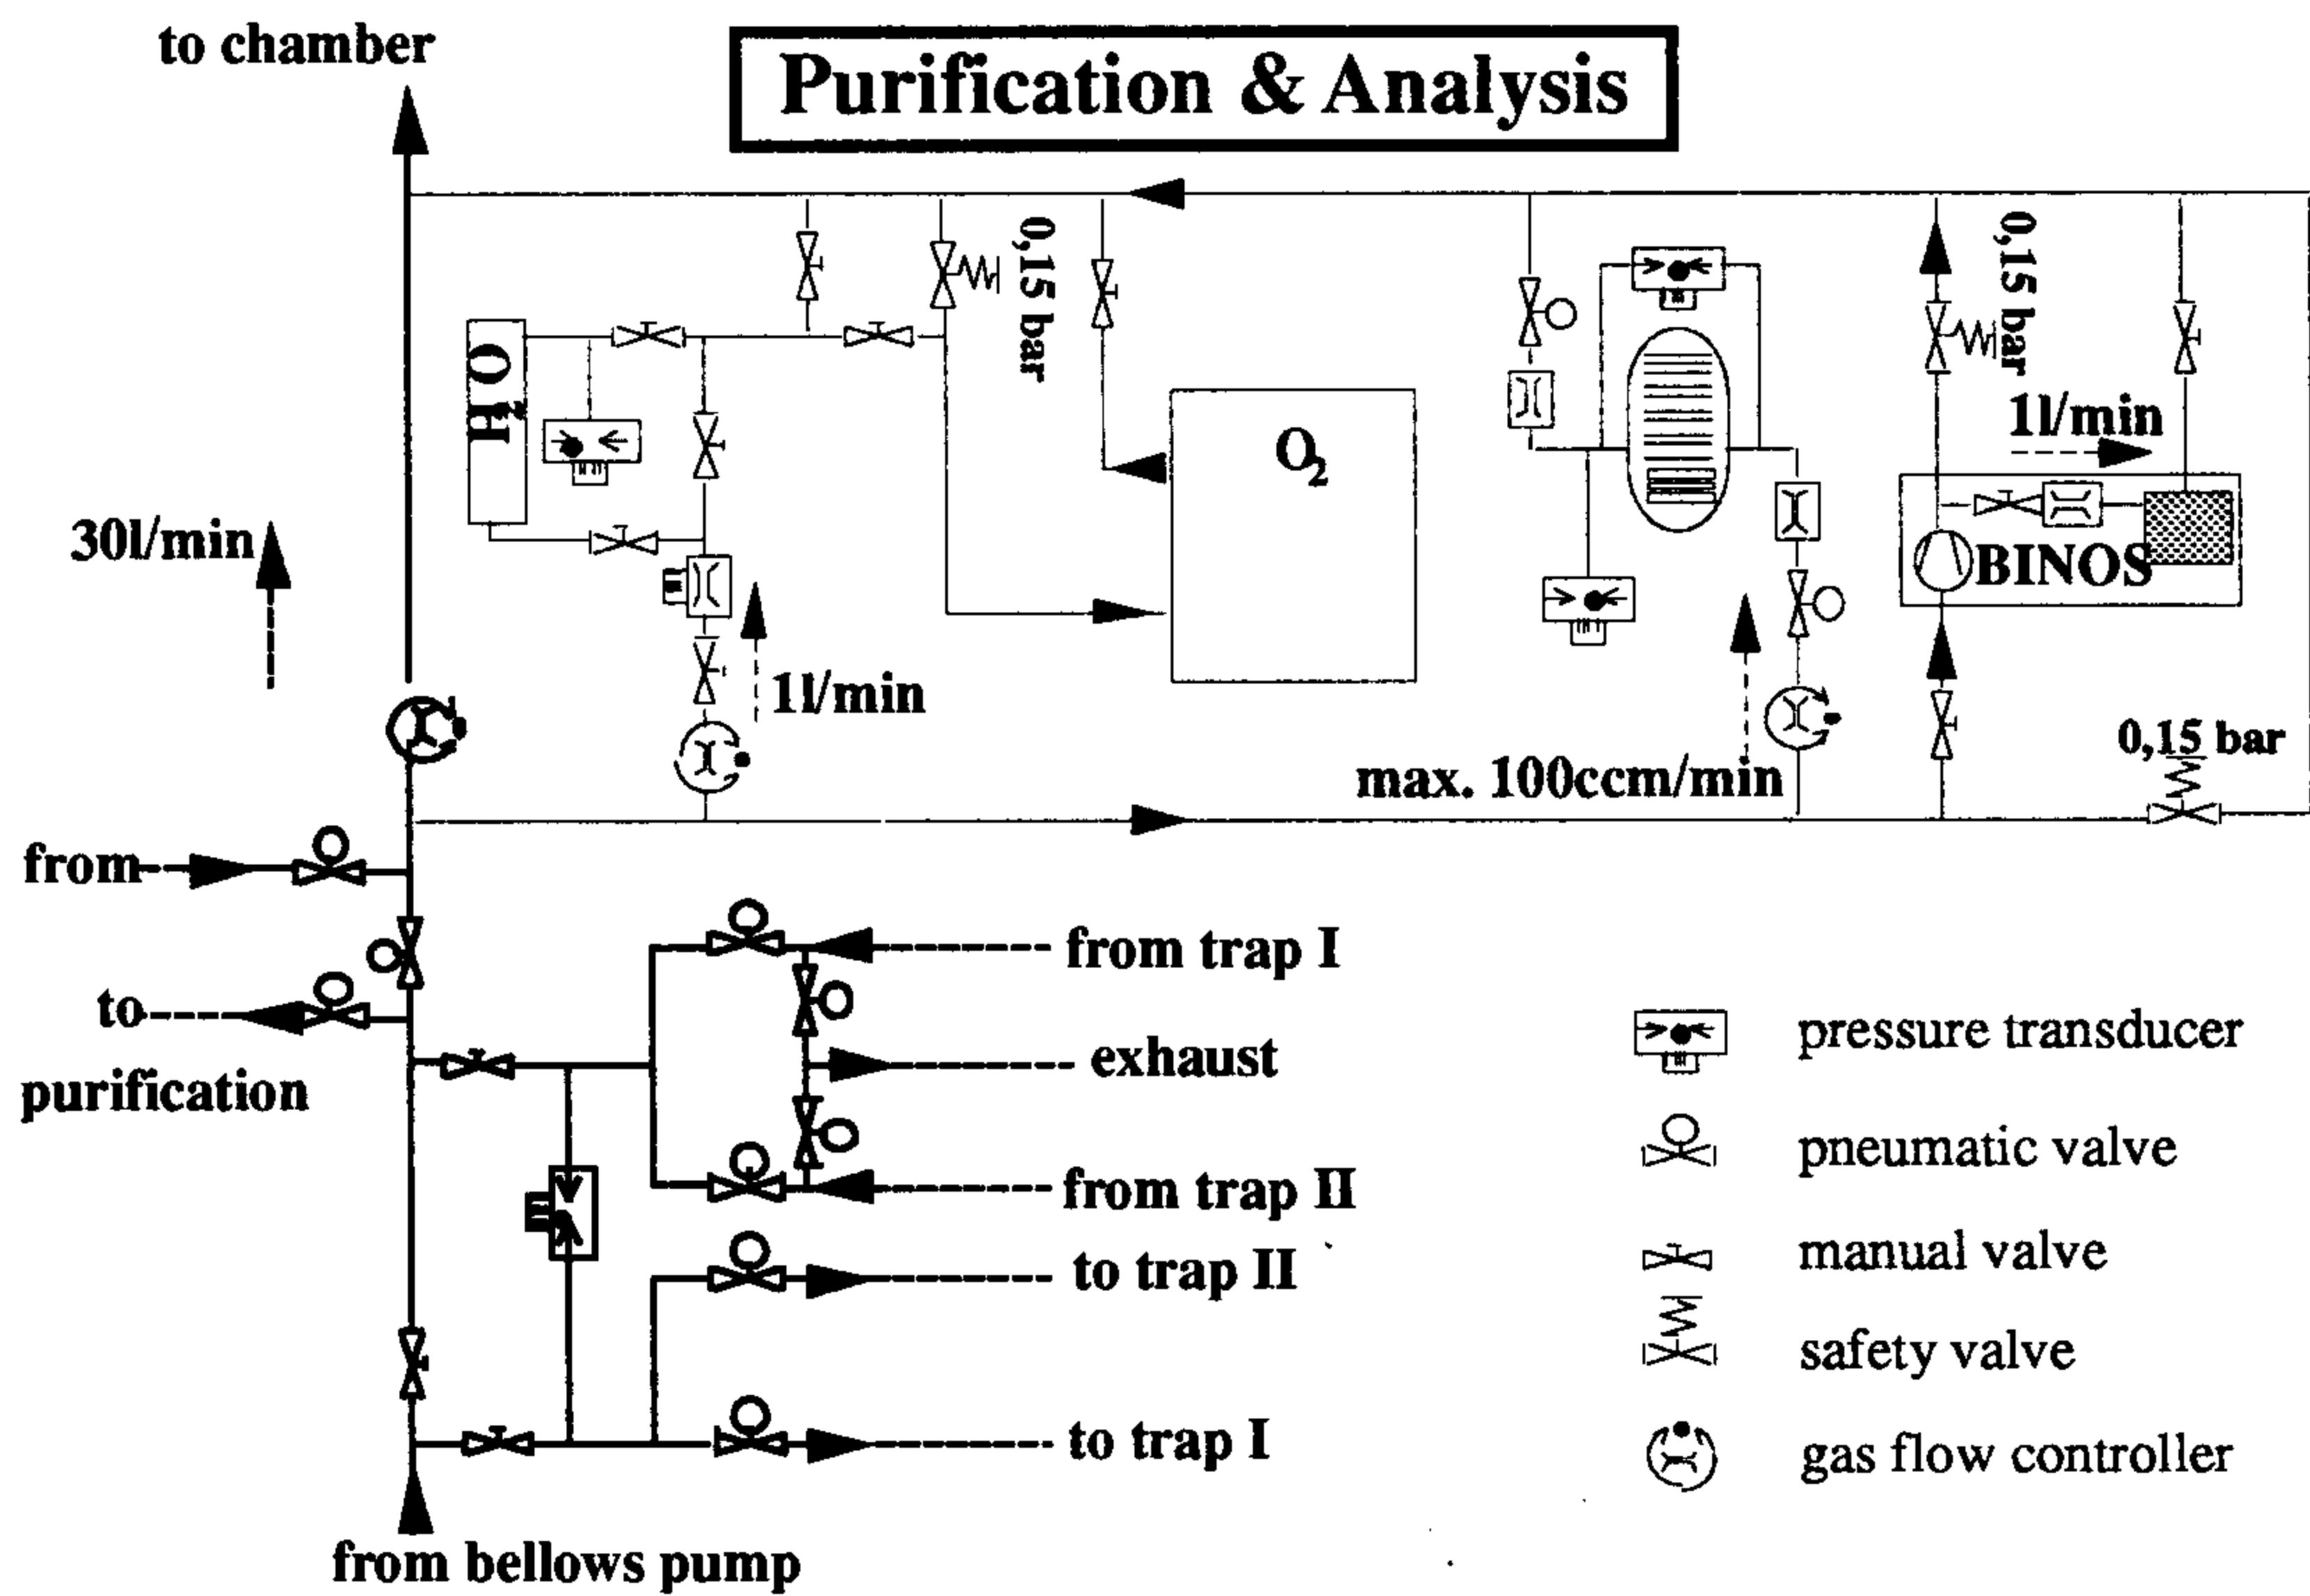 to chamber
Purification & Analysis
0,15 bar
0,15 bar
H2O
O2
1l/min
30l/min
BINOS
1l/min
max. 100ccm/min
0,15 bar
from
from trap I
to
exhaust
purification
from trap II
to trap II
to trap I
from bellows pump
pressure transducer
pneumatic valve
manual valve
safety valve
gas flow controller